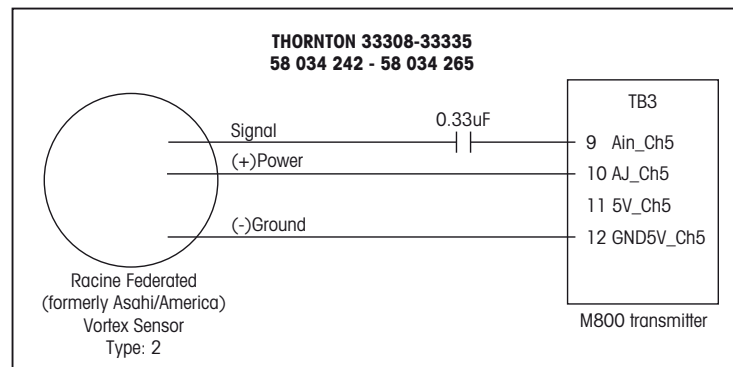 THORNTON 33308-33335
58 034 242 - 58 034 265
TB3
0.33uF
Signal
9 Ain_Ch5
(+)Power
10 AJ_Ch5
11 5V_Ch5
(-)Ground
12 GND5V_Ch5
Racine Federated
(formerly Asahi/America)
Vortex Sensor
Type: 2
M800 transmitter